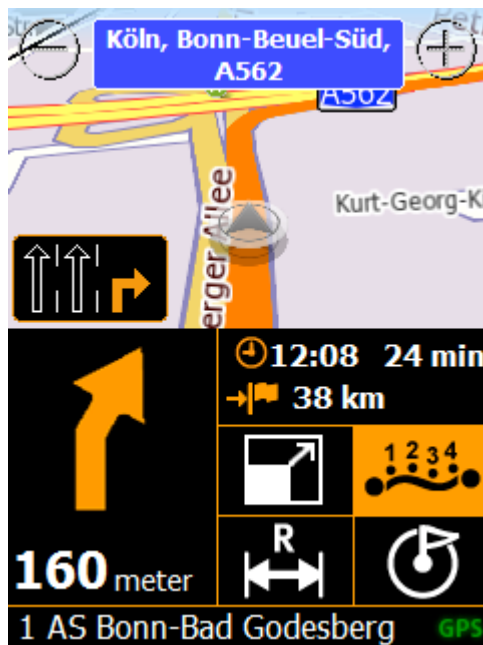 Köln, Bonn-Beuel-Süd,
A562
A562
Kurt-Georg-K
erger Allee
12:08 24 min
38 km
1 2 3 4
R
160 meter
1 AS Bonn-Bad Godesberg GPS